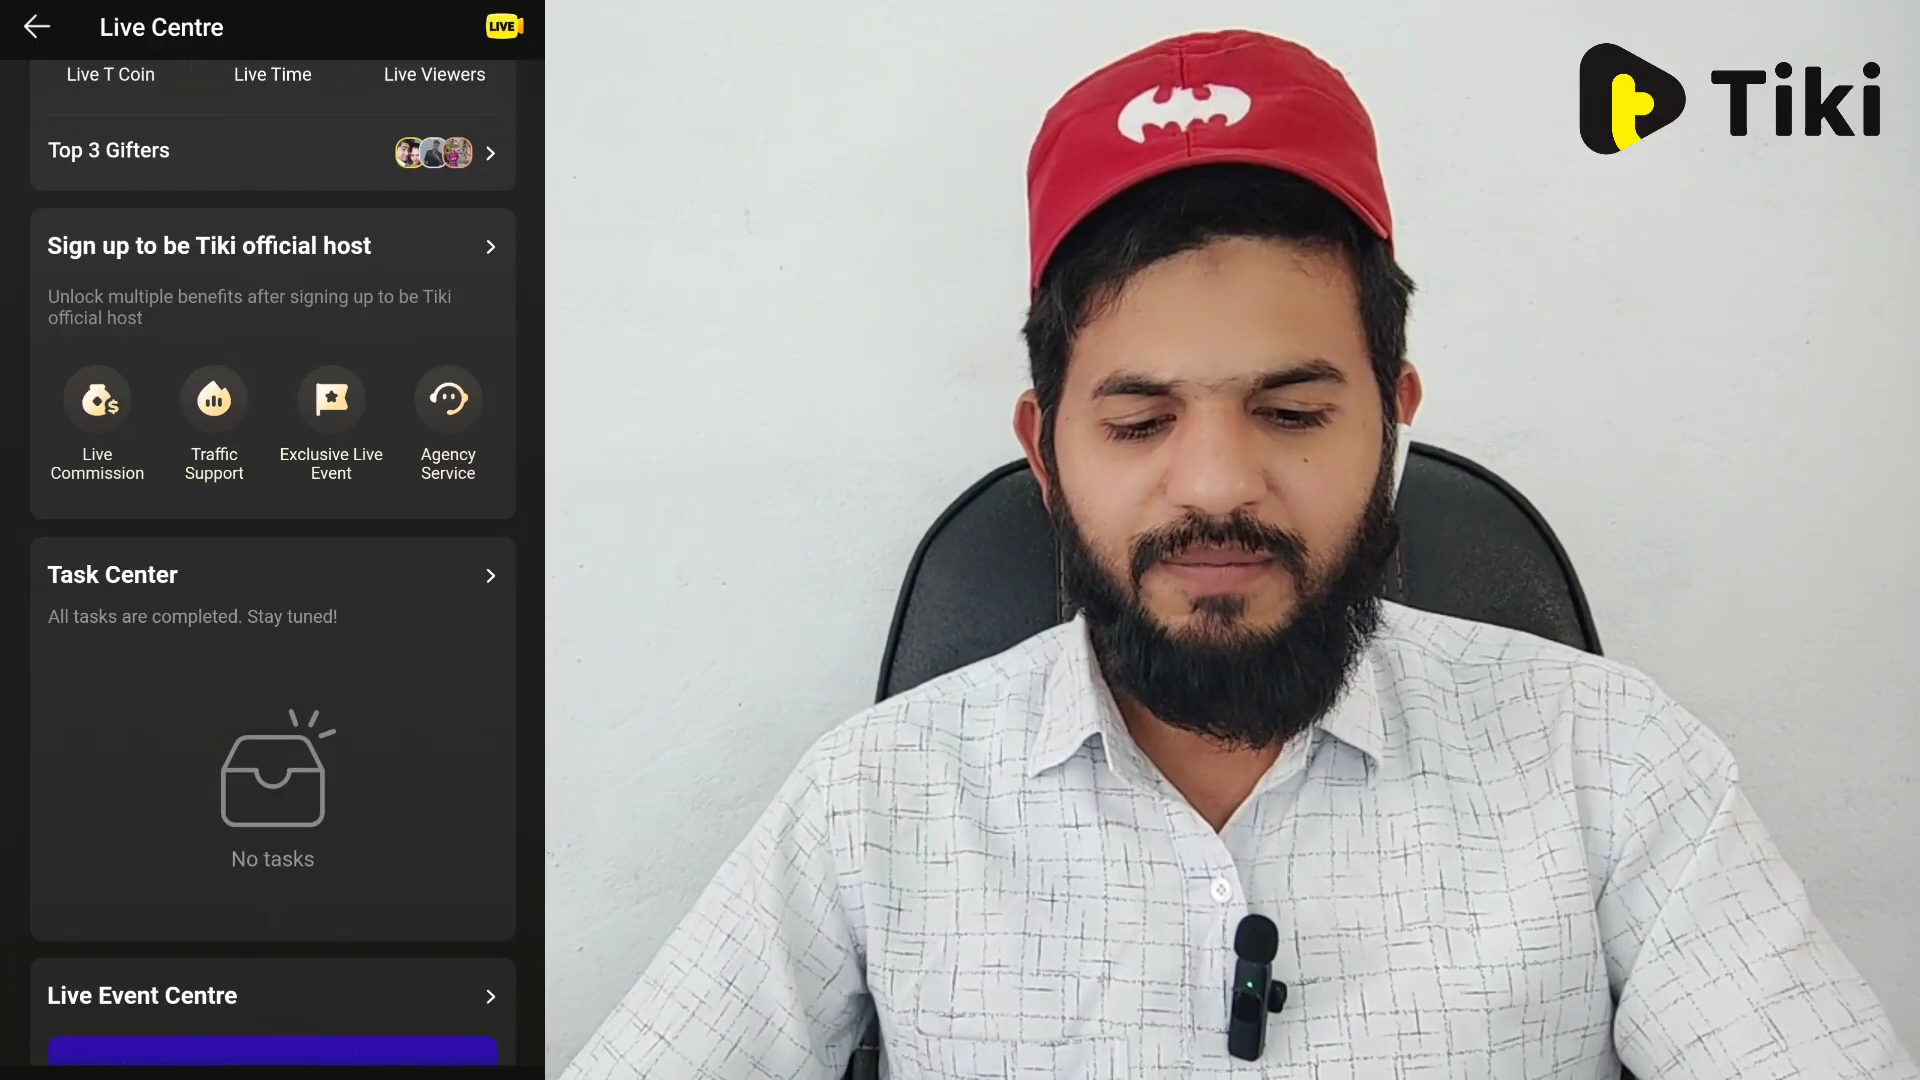 Live Centre
LIVE
Live T Coin
Live Time
Live Viewers
Top 3 Gifters
Sign up to be Tiki official host
Unlock multiple benefits after signing up to be Tiki
official host
Live
Commission
Traffic
Support
Exclusive Live
Event
Agency
Service
Task Center
All tasks are completed. Stay tuned!
No tasks
Live Event Centre
Tiki